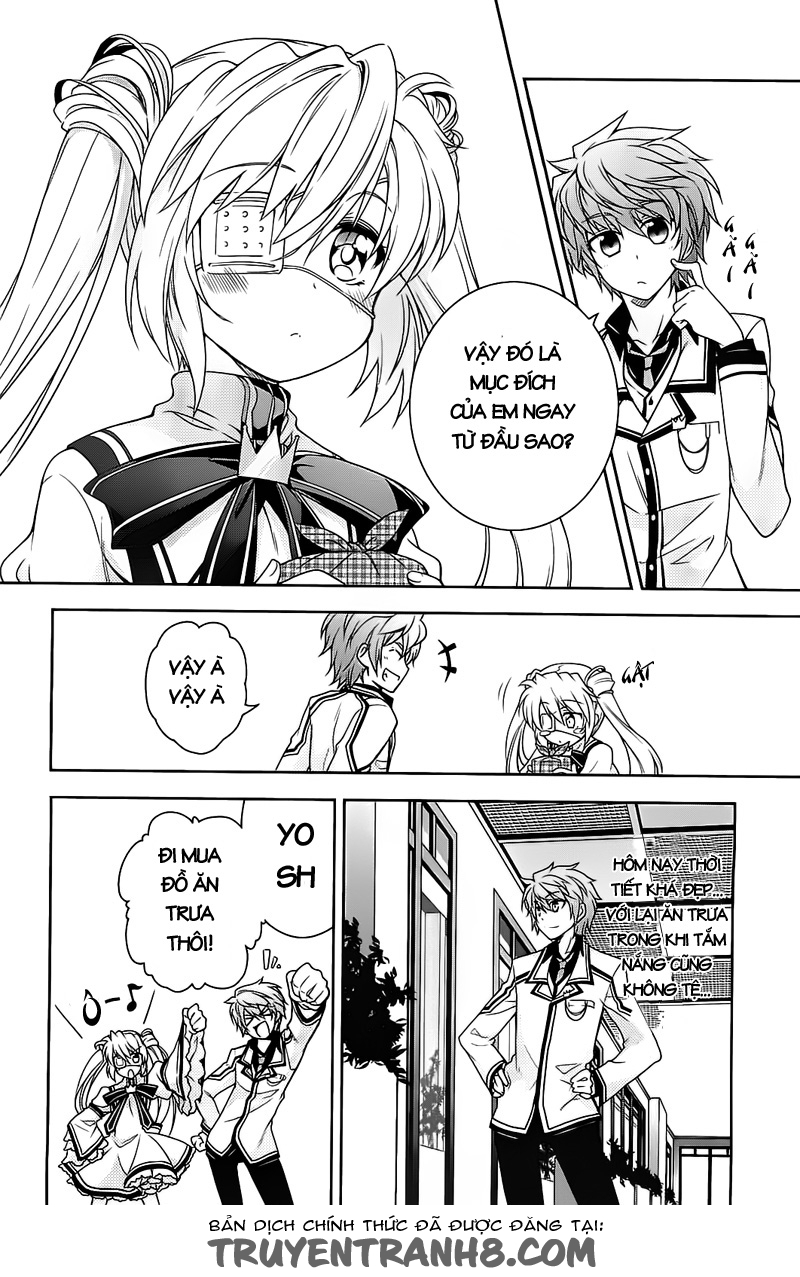 GÃI
GÃI
VẬY ĐÓ LÀ
MỤC ĐÍCH
CỦA EM NGAY
TỪ ĐẦU SAO?
VẬY À
VẬY À
GẬT
YO
SH
ĐI MUA
ĐỒ ĂN
TRƯA
THÔI!
Ô-♪
HÔM NAY THỜI
TIẾT KHÁ ĐẸP...
VỚI LẠI ĂN TRƯA
TRONG KHI TẮM
NẮNG CŨNG
KHÔNG TỆ...
BẢN DỊCH CHÍNH THỨC ĐÃ ĐƯỢC ĐĂNG TẠI:
TRUYENTRANH8.COM